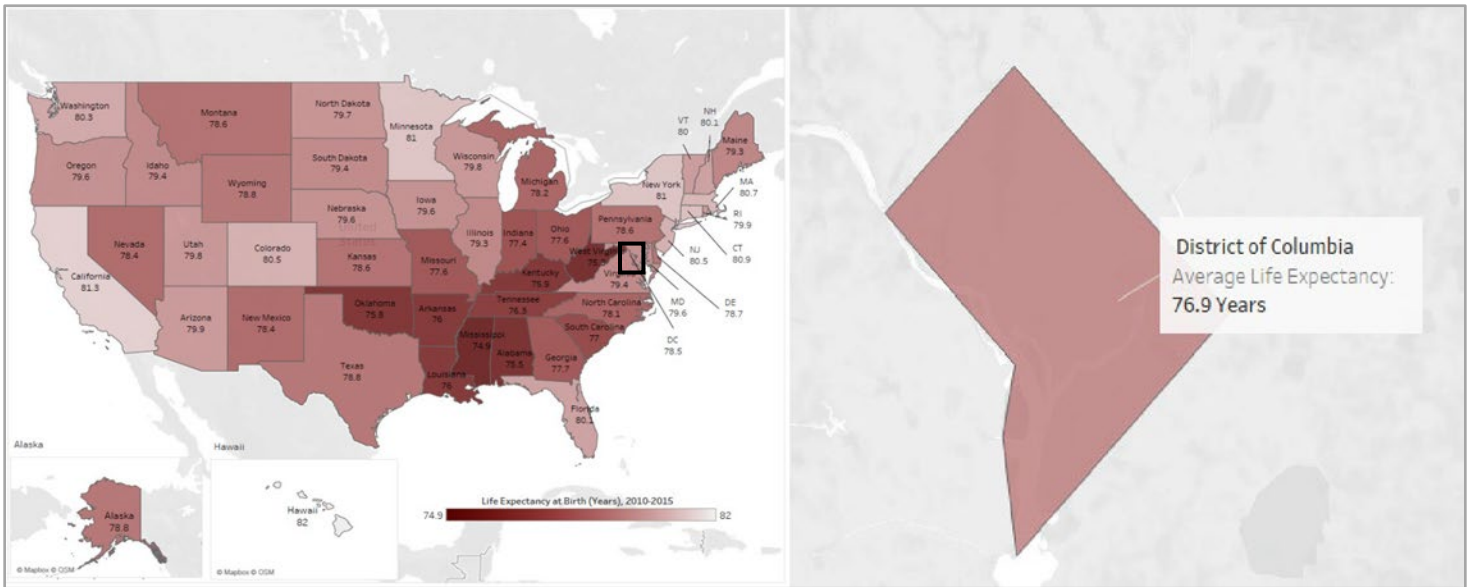 Washington
80.3
Montana
78.6
North Dakota
79.7
Minnesota
81
VT
80
NH
80.1
Maine
79.3
Oregon
79.6
Idaho
79.4
South Dakota
79.4
Wisconsin
79.8
Michigan
78.2
New York
81
MA
80.7
Wyoming
78.8
RI
79.9
Nebraska
79.6
Iowa
79.6
Illinois
79.3
Indiana
77.4
Ohio
77.6
Pennsylvania
78.6
CT
80.9
NJ
80.5
Nevada
78.4
Utah
79.8
Colorado
80.5
United
States
Kansas
78.6
Missouri
77.6
West Virginia
Kentucky
Virginia
79.4
DE
78.7
MD
79.6
DC
78.5
California
81.3
Arizona
79.9
New Mexico
78.4
Oklahoma
75.8
Arkansas
76
Tennessee
76.3
North Carolina
78.1
South Carolina
77
Mississippi
74.9
Alabama
75.5
Georgia
77.7
Texas
78.8
Louisiana
76
Florida
80.1
Alaska
Alaska
78.8
© Mapbox © OSM
Hawaii
Hawaii
82
© Mapbox © OSM
Life Expectancy at Birth (Years), 2010-2015
74.9
82
District of Columbia
Average Life Expectancy:
76.9 Years